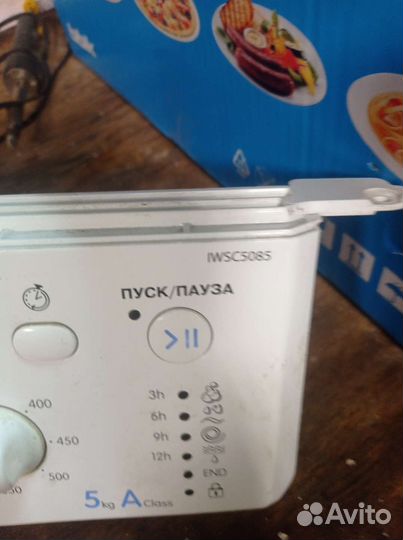 IWSC5085
ПУСК/ПАУЗА
>II
3h
400
6h
9h
450
12h
500
END
5kg A Class
Avito